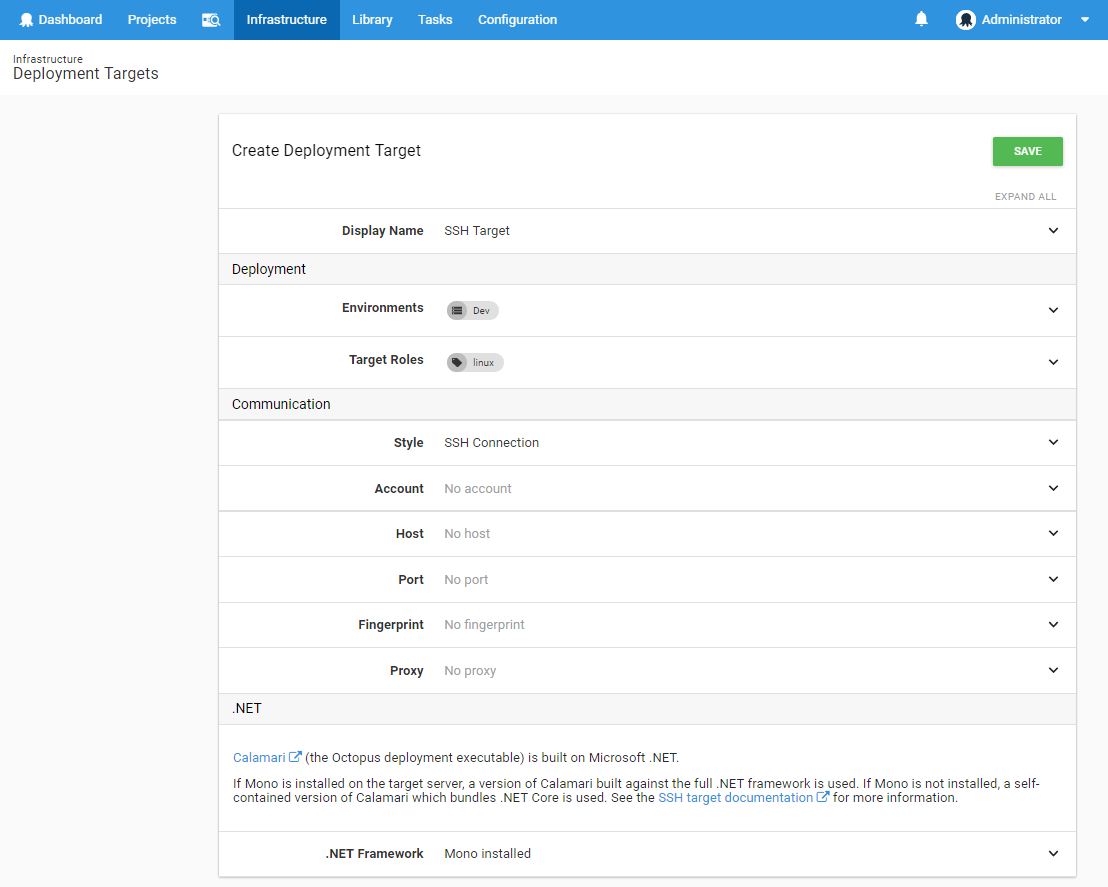 Dashboard Projects Infrastructure Library Tasks Configuration Administrator
Infrastructure
Deployment Targets
Create Deployment Target
SAVE
EXPAND ALL
Display Name SSH Target
Deployment
Environments Dev
Target Roles linux
Communication
Style SSH Connection
Account No account
Host No host
Port No port
Fingerprint No fingerprint
Proxy No proxy
.NET
Calamari (the Octopus deployment executable) is built on Microsoft .NET.
If Mono is installed on the target server, a version of Calamari built against the full .NET framework is used. If Mono is not installed, a self-
contained version of Calamari which bundles .NET Core is used. See the SSH target documentation for more information.
.NET Framework Mono installed